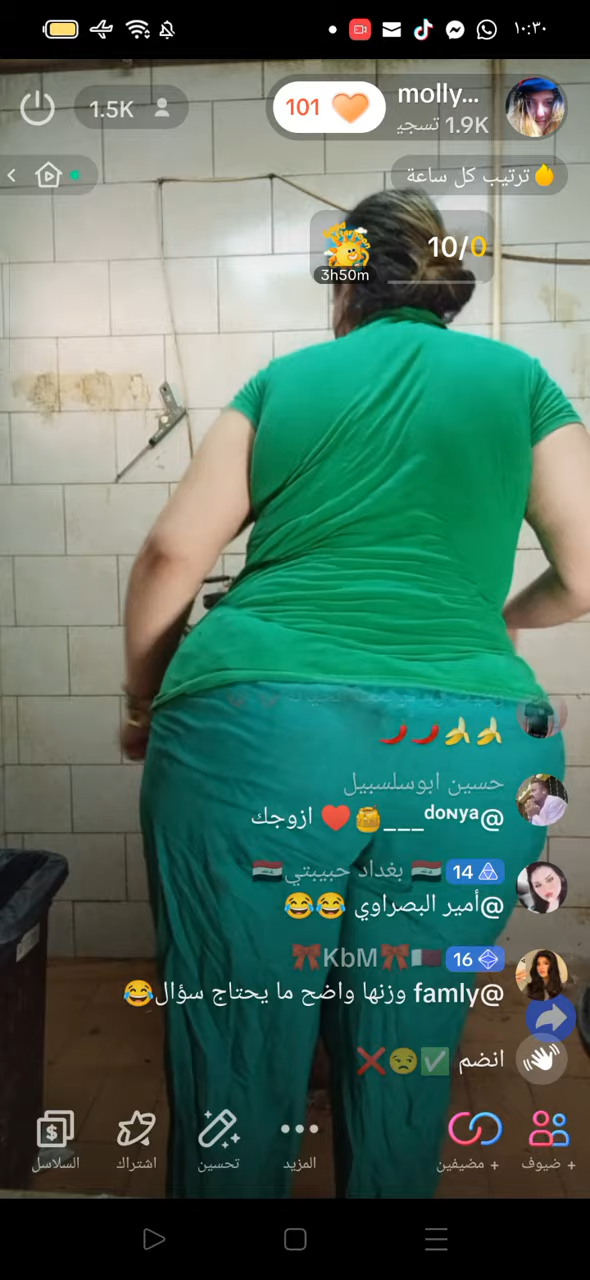 ١٠:٣٠
molly...
1.9K تسجي
101
1.5K
ترتيب كل ساعة
10/0
3h50m
حسين ابوسلسبيل
@ᵈᵒᶰʸᵃ___🍯♥️ ازوجك
14 🇮🇶 بغداد حبيبتي🇮🇶
@أمير البصراوي 😂😂
16 🇶🇦🎀KbM🎀
@famly وزنها واضح ما يحتاج سؤال😂
انضم ✅😒❌
+ ضيوف
+ مضيفين
المزيد
تحسين
اشتراك
السلاسل